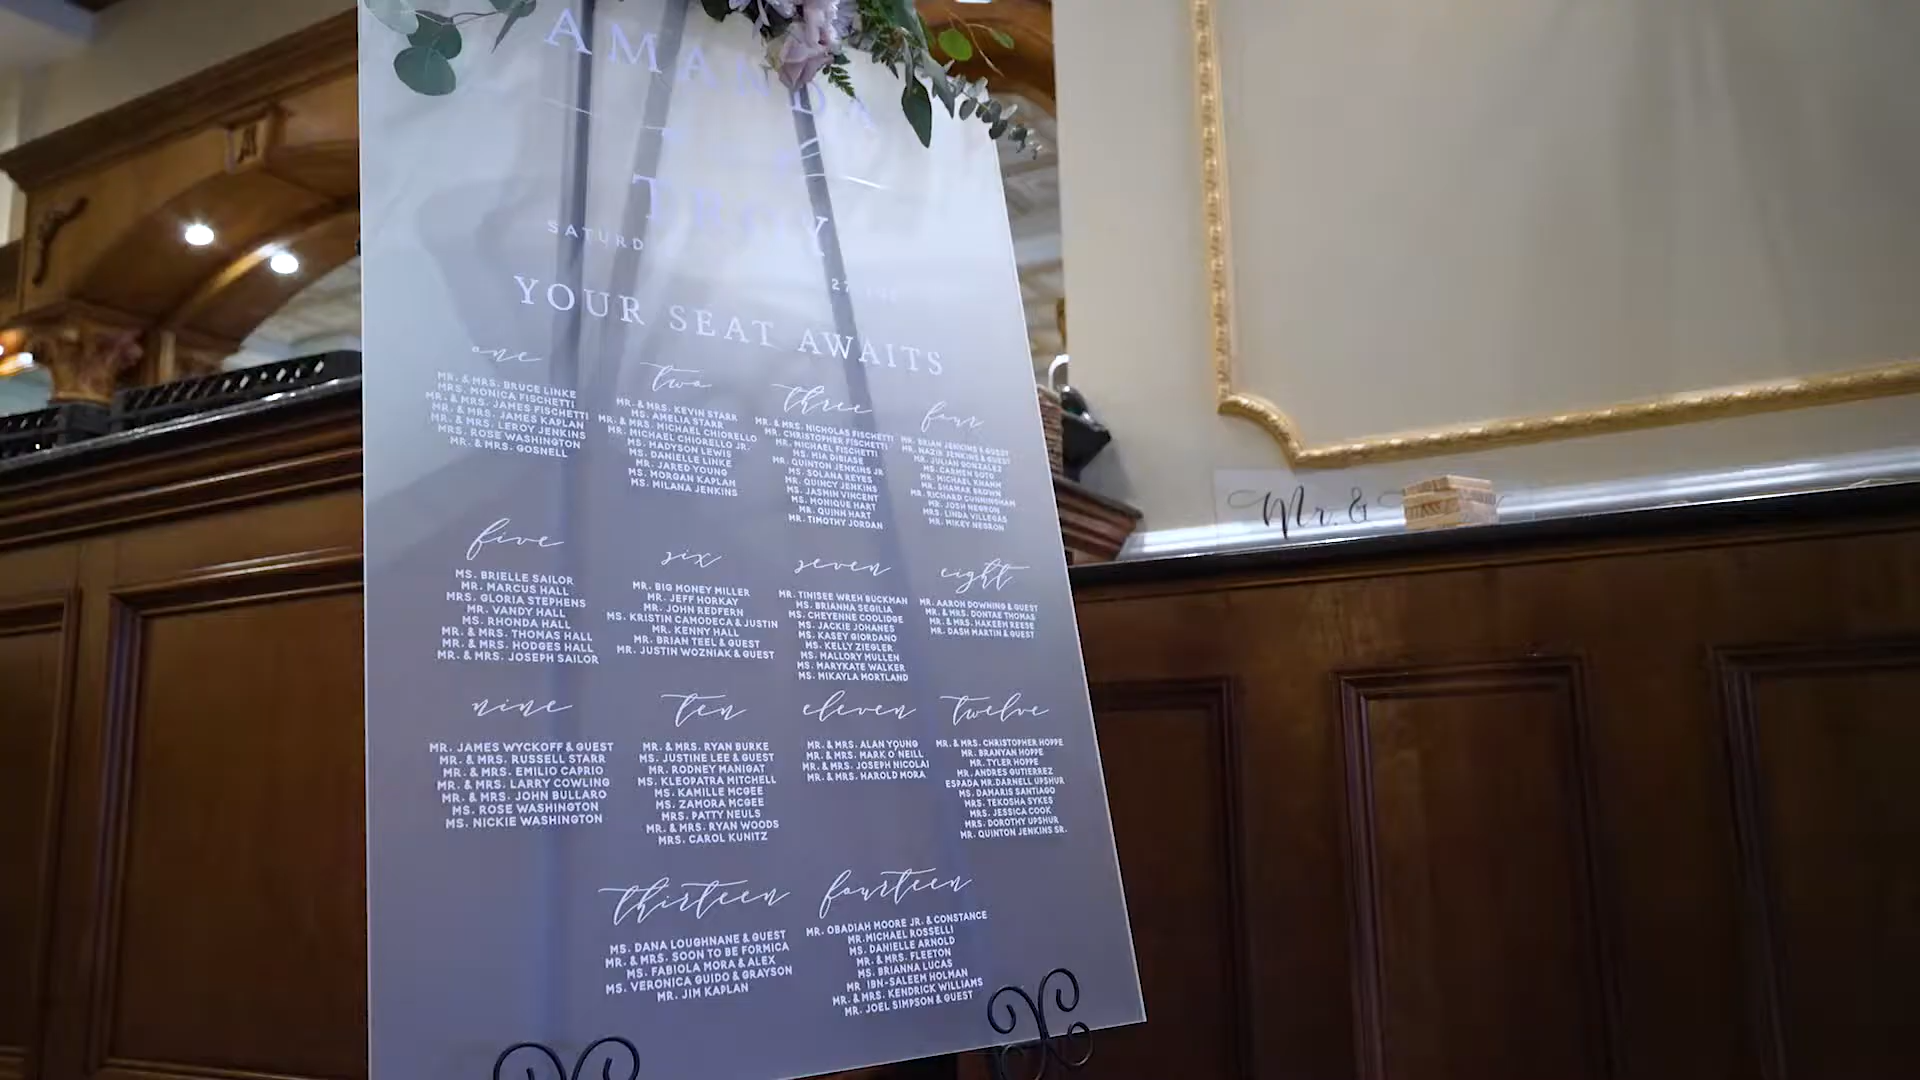 AMANDA
&
TROY
YOUR SEAT AWAITS
one
MR. & MRS. BRUCE LINKE
MRS. MONICA FISCHETTI
MR. & MRS. JAMES FISCHETTI
MR. & MRS. JAMES KAPLAN
MR. & MRS. LEROY JENKINS
MRS. ROSE WASHINGTON
MR. & MRS. GOSNELL
two
MR. & MRS. KEVIN STARR
MS. AMELIA STARR
MR. & MRS. MICHAEL CHIORELLO
MR. MICHAEL CHIORELLO JR.
MS. MADYSON LEWIS
MS. DANIELLE LINKE
MR. JARED YOUNG
MS. MORGAN KAPLAN
MS. MILANA JENKINS
three
MR. & MRS. NICHOLAS FISCHETTI
MR. CHRISTOPHER FISCHETTI
MR. MICHAEL FISCHETTI
MS. MIA DIBIASE
MR. QUINTON JENKINS JR
MS. SOLANA REYES
MR. QUINCY JENKINS
MS. JASMIN VINCENT
MS. MONIQUE HART
MR. QUINN HART
MR. TIMOTHY JORDAN
four
MR. BRIAN JENKINS & GUEST
MR. NAZIR JENKINS & GUEST
MR. JULIAN GONZALEZ
MS. CARMEN SOTO
MR. MICHAEL KHANM
MR. SHARKA BROWN
MR. RICHARD CUNNINGHAM
MR. JOSH NEGRON
MRS. LINDA VILLEGAS
MR. MIKEY NEGRON
five
MS. BRIELLE SAILOR
MR. MARCUS HALL
MRS. GLORIA STEPHENS
MR. VANDY HALL
MS. RHONDA HALL
MR. & MRS. THOMAS HALL
MR. & MRS. HODGES HALL
MR. & MRS. JOSEPH SAILOR
six
MR. BIG MONEY MILLER
MR. JEFF HORKAY
MR. JOHN REDFERN
MS. KRISTIN CAMODECA & JUSTIN
MR. KENNY HALL
MR. BRIAN TEEL & GUEST
MR. JUSTIN WOZNIAK & GUEST
seven
MR. TINISEE WREH BUCKMAN
MS. BRIANNA SEGILIA
MS. CHEYENNE COOLIDGE
MS. JACKIE JOHANES
MS. KASEY GIORDANO
MS. KELLY ZIEGLER
MS. MALLORY MULLEN
MS. MARYKATE WALKER
MS. MIKAYLA MORTLAND
eight
MR. AARON DOWNING & GUEST
MR. & MRS. DONTAE THOMAS
MR. & MRS. HAKEEM REESE
MR. DASH MARTIN & GUEST
nine
MR. JAMES WYCKOFF & GUEST
MR. & MRS. RUSSELL STARR
MR. & MRS. EMILIO CAPRIO
MR. & MRS. LARRY COWLING
MR. & MRS. JOHN BULLARO
MS. ROSE WASHINGTON
MS. NICKIE WASHINGTON
ten
MR. & MRS. RYAN BURKE
MS. JUSTINE LEE & GUEST
MR. RODNEY MANIGAT
MS. KLEOPATRA MITCHELL
MS. KAMILLE MCGEE
MS. ZAMORA MCGEE
MRS. PATTY NEULS
MR. & MRS. RYAN WOODS
MRS. CAROL KUNITZ
eleven
MR. & MRS. ALAN YOUNG
MR. & MRS. MARK O'NEILL
MR. & MRS. JOSEPH NICOLAI
MR. & MRS. HAROLD MORA
twelve
MR. & MRS. CHRISTOPHER HOPPE
MR. BRANYAN HOPPE
MR. TYLER HOPPE
MR. ANDRES GUTIERREZ
ESPADA MR.DARNELL UPSHUR
MS. DAMARIS SANTIAGO
MRS. TEKOSHA SYKES
MRS. JESSICA COOK
MRS. DOROTHY UPSHUR
MR. QUINTON JENKINS SR.
thirteen
MS. DANA LOUGHNANE & GUEST
MR. & MRS. SOON TO BE FORMICA
MS. FABIOLA MORA & ALEX
MS. VERONICA GUIDO & GRAYSON
MR. JIM KAPLAN
fourteen
MR. OBADIAH MOORE JR. & CONSTANCE
MR.MICHAEL ROSSELLI
MS. DANIELLE ARNOLD
MR. & MRS. FLEETON
MS. BRIANNA LUCAS
MR IBN-SALEEM HOLMAN
MR. & MRS. KENDRICK WILLIAMS
MR. JOEL SIMPSON & GUEST
Mr. &